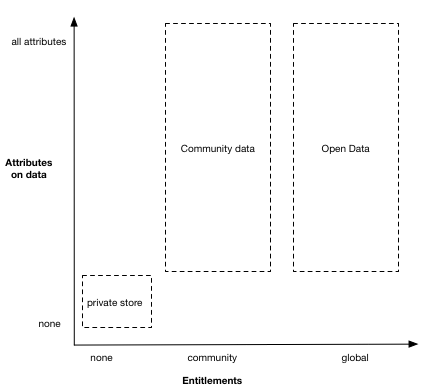 all attributes
Community data
Open Data
Attributes
on data
private store
none
none
community
global
Entitlements